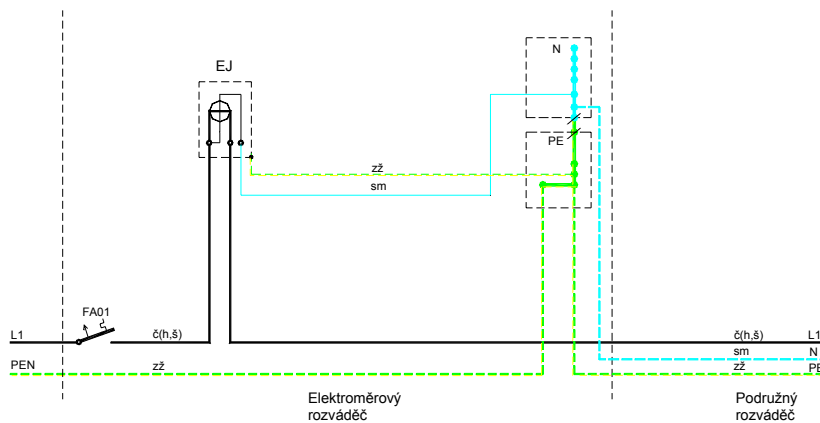 N
EJ
PE
zž
sm
FA01
L1
č(h,š)
č(h,š)
L1
sm
N
PEN
zž
zž
PE
Elektroměrový
rozváděč
Podružný
rozváděč